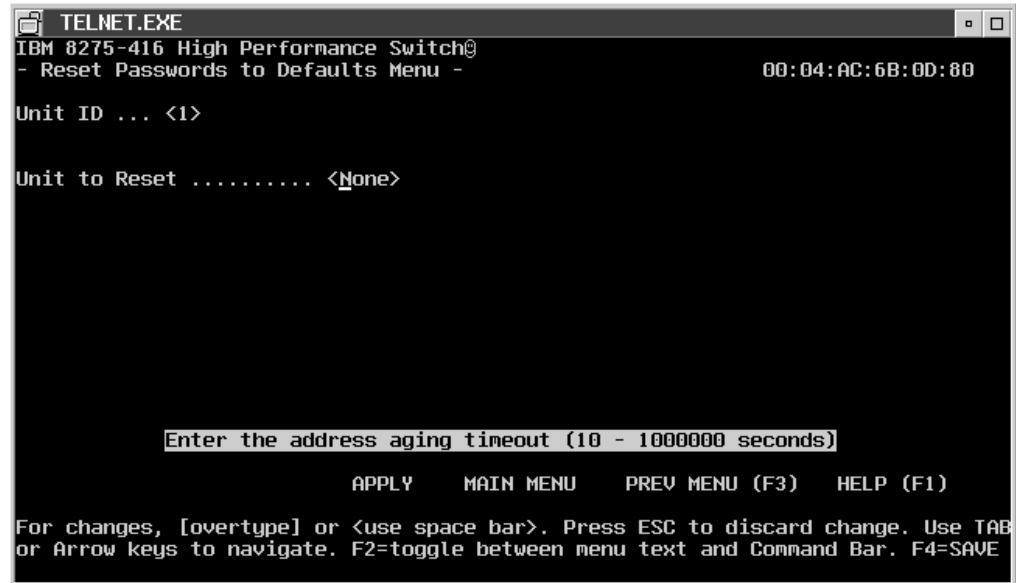 TELNET.EXE
IBM 8275-416 High Performance Switch®
- Reset Passwords to Defaults Menu - 00:04:AC:6B:0D:80
Unit ID ... <1>
Unit to Reset .......... <None>
Enter the address aging timeout (10 - 1000000 seconds)
APPLY MAIN MENU PREV MENU (F3) HELP (F1)
For changes, [overtype] or <use space bar>. Press ESC to discard change. Use TAB
or Arrow keys to navigate. F2=toggle between menu text and Command Bar. F4=SAVE